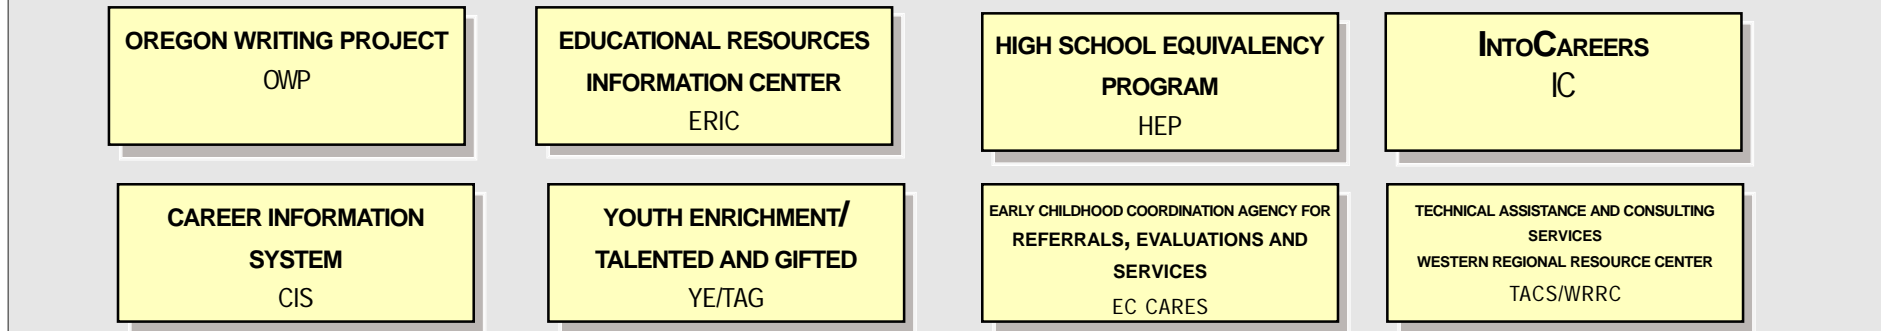 OREGON WRITING PROJECT
OWP
EDUCATIONAL RESOURCES
INFORMATION CENTER
ERIC
HIGH SCHOOL EQUIVALENCY
PROGRAM
HEP
INTOCAREERS
IC
CAREER INFORMATION
SYSTEM
CIS
YOUTH ENRICHMENT/
TALENTED AND GIFTED
YE/TAG
EARLY CHILDHOOD COORDINATION AGENCY FOR
REFERRALS, EVALUATIONS AND
SERVICES
EC CARES
TECHNICAL ASSISTANCE AND CONSULTING
SERVICES
WESTERN REGIONAL RESOURCE CENTER
TACS/WRRC